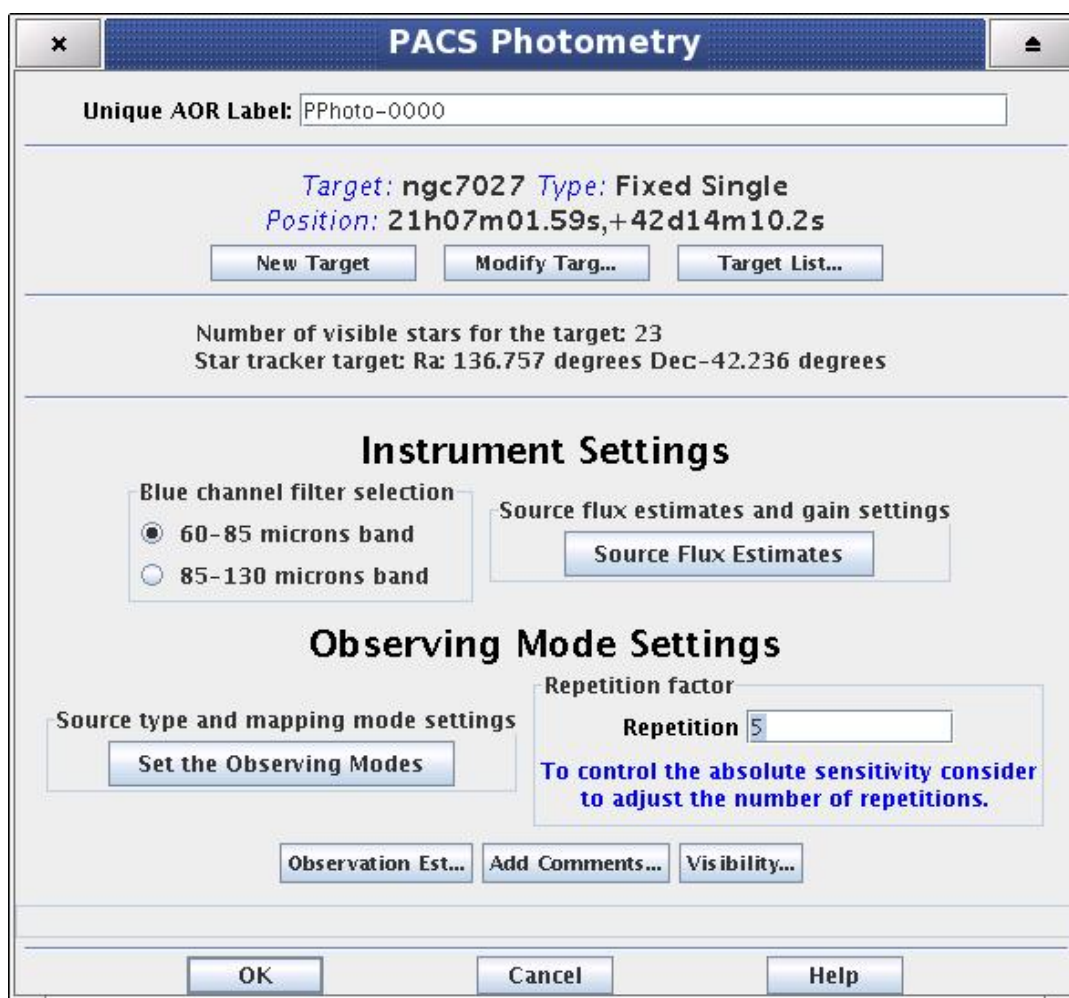 PACS Photometry
Unique AOR Label: PPhoto-0000
Target: ngc7027 Type: Fixed Single
Position: 21h07m01.59s,+42d14m10.2s
New Target Modify Targ... Target List...
Number of visible stars for the target: 23
Star tracker target: Ra: 136.757 degrees Dec:-42.236 degrees
Instrument Settings
Blue channel filter selection
60-85 microns band
85-130 microns band
Source flux estimates and gain settings
Source Flux Estimates
Observing Mode Settings
Source type and mapping mode settings
Set the Observing Modes
Repetition factor
Repetition 5
To control the absolute sensitivity consider
to adjust the number of repetitions.
Observation Est... Add Comments... Visibility...
OK Cancel Help